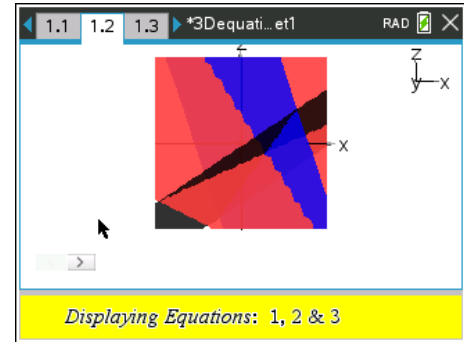 1.1 1.2 1.3 *3Dequati...et1 RAD
z
x
z
y x
>
Displaying Equations: 1, 2 & 3